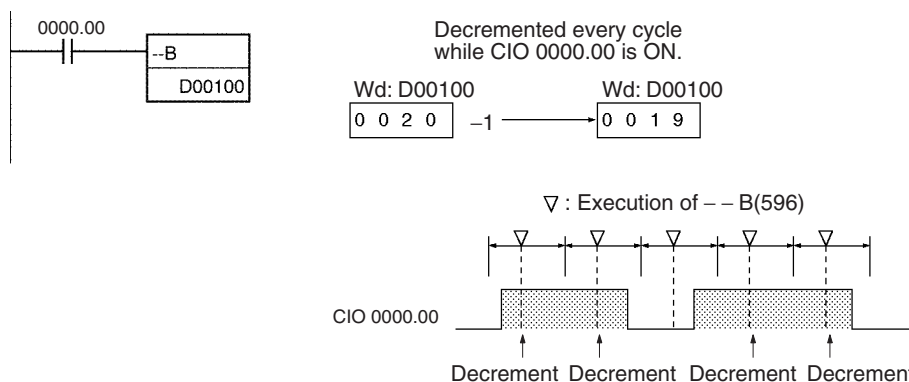 0000.00
--B
D00100
Decremented every cycle
while CIO 0000.00 is ON.
Wd: D00100
0 0 2 0
−1
Wd: D00100
0 0 1 9
▽ : Execution of − − B(596)
CIO 0000.00
Decrement Decrement Decrement Decrement